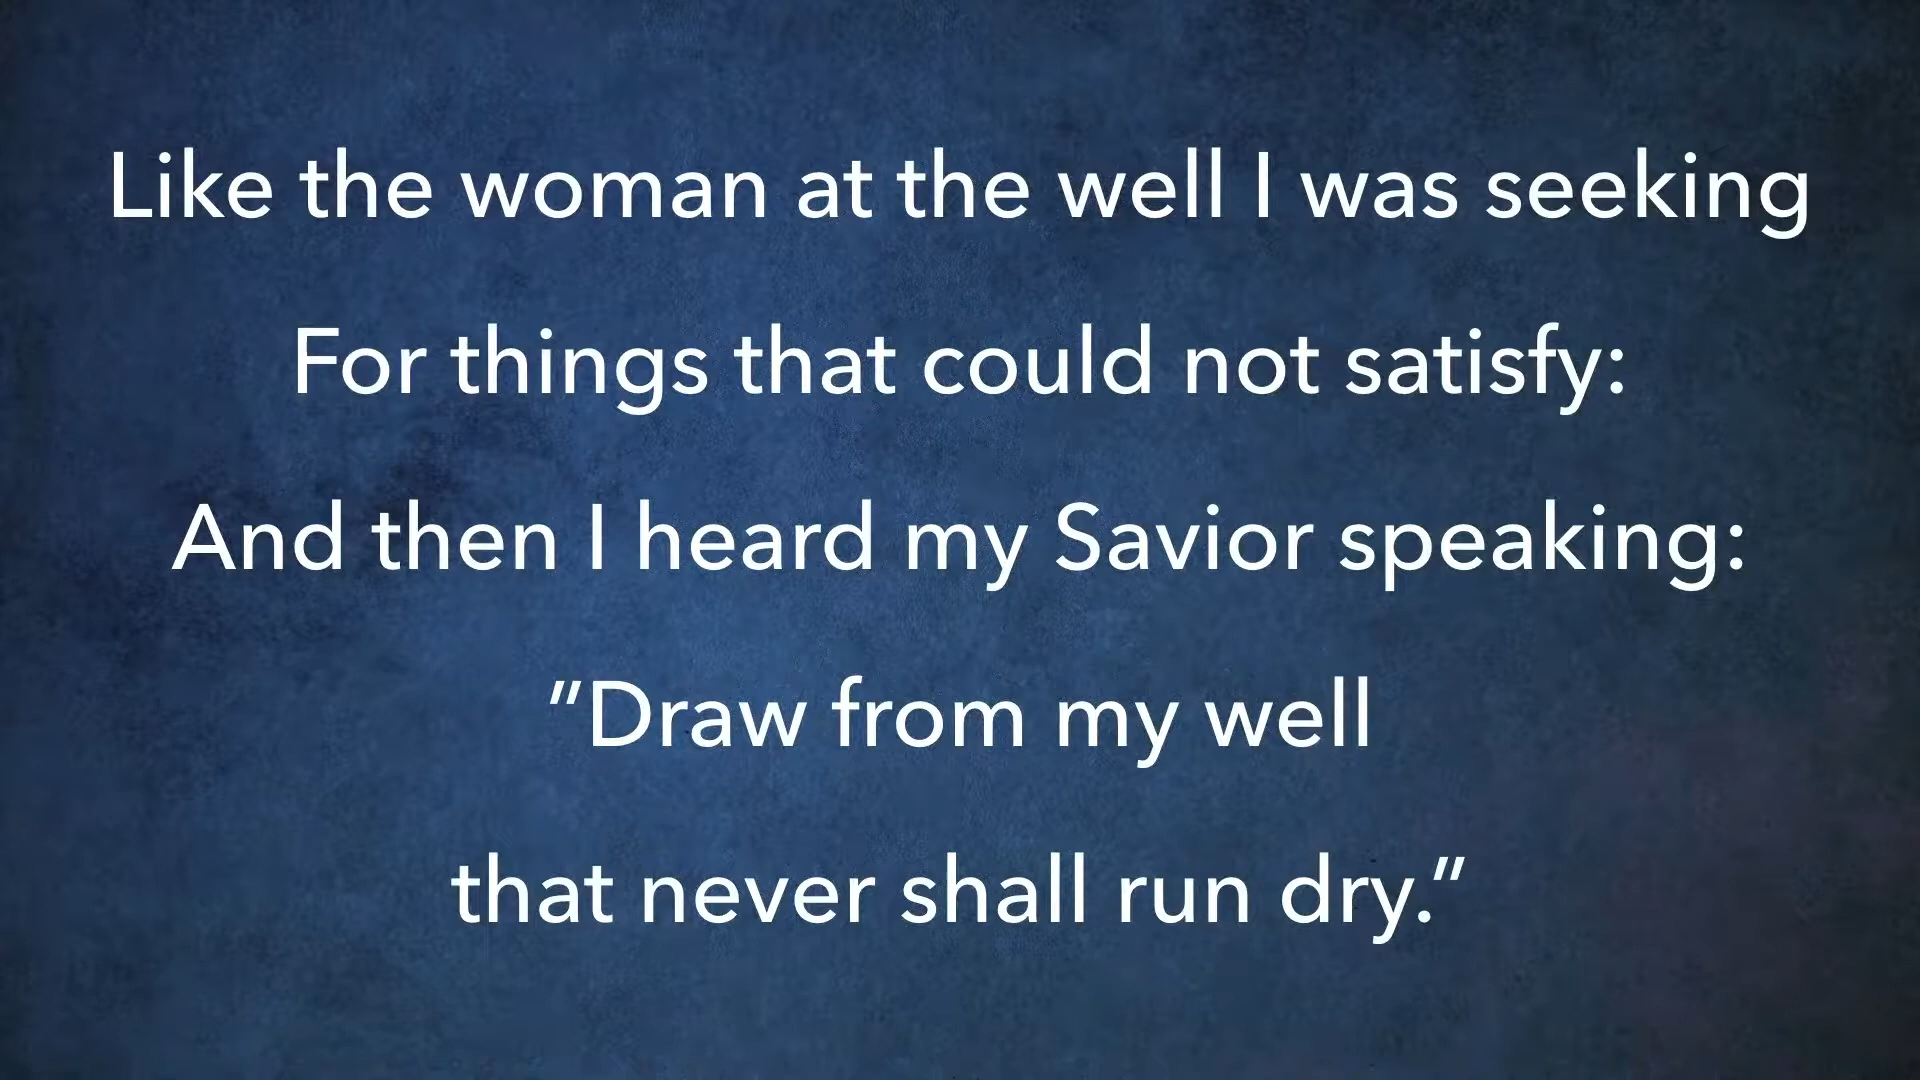 Like the woman at the well I was seeking
For things that could not satisfy:
And then I heard my Savior speaking:
“Draw from my well
that never shall run dry.”